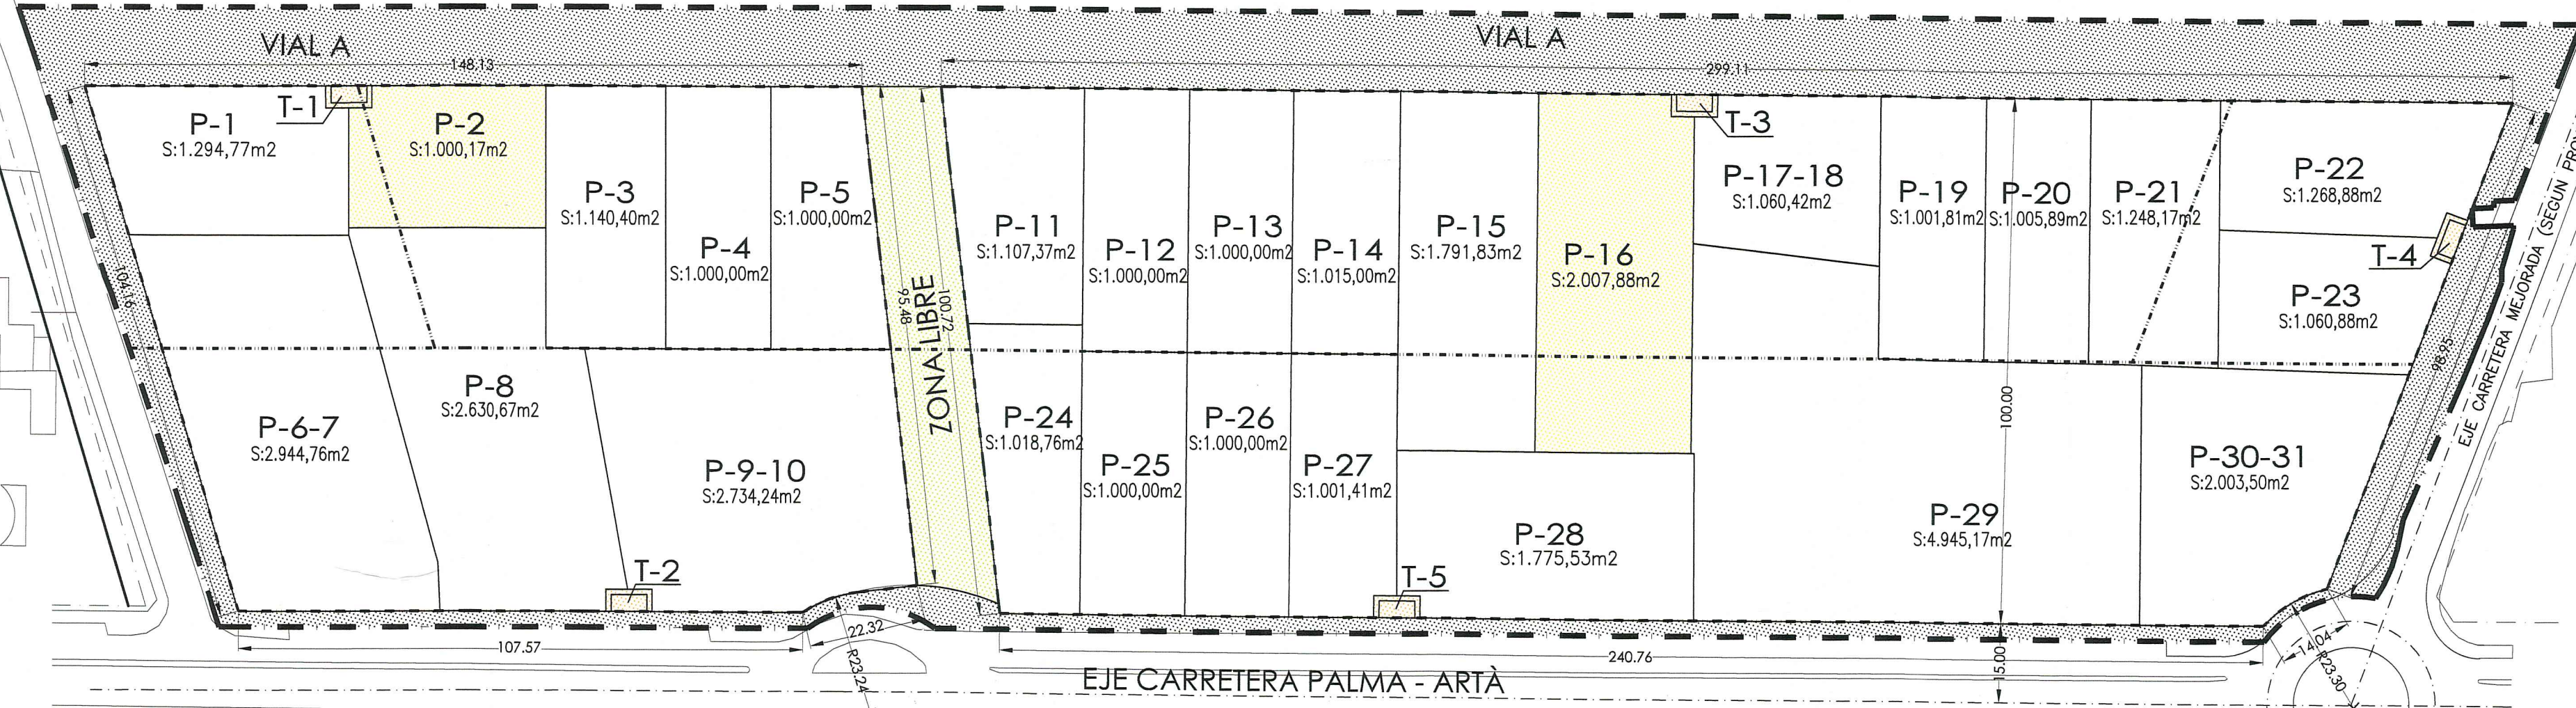 VIAL A
VIAL A
148.13
299.11
T-1
P-1
S:1.294,77m2
P-2
S:1.000,17m2
P-3
S:1.140,40m2
P-4
S:1.000,00m2
P-5
S:1.000,00m2
ZONA LIBRE
95.48
100.72
P-11
S:1.107,37m2
P-12
S:1.000,00m2
P-13
S:1.000,00m2
P-14
S:1.015,00m2
P-15
S:1.791,83m2
P-16
S:2.007,88m2
T-3
P-17-18
S:1.060,42m2
P-19
S:1.001,81m2
P-20
S:1.005,89m2
P-21
S:1.248,17m2
P-22
S:1.268,88m2
T-4
P-23
S:1.060,88m2
104.16
98.95
EJE CARRETERA MEJORADA (SEGUN
P-6-7
S:2.944,76m2
P-8
S:2.630,67m2
P-9-10
S:2.734,24m2
T-2
P-24
S:1.018,76m2
P-25
S:1.000,00m2
P-26
S:1.000,00m2
P-27
S:1.001,41m2
T-5
P-28
S:1.775,53m2
P-29
S:4.945,17m2
P-30-31
S:2.003,50m2
100.00
15.00
107.57
22.32
R23.24
240.76
14.04
R23.30
EJE CARRETERA PALMA - ARTÀ